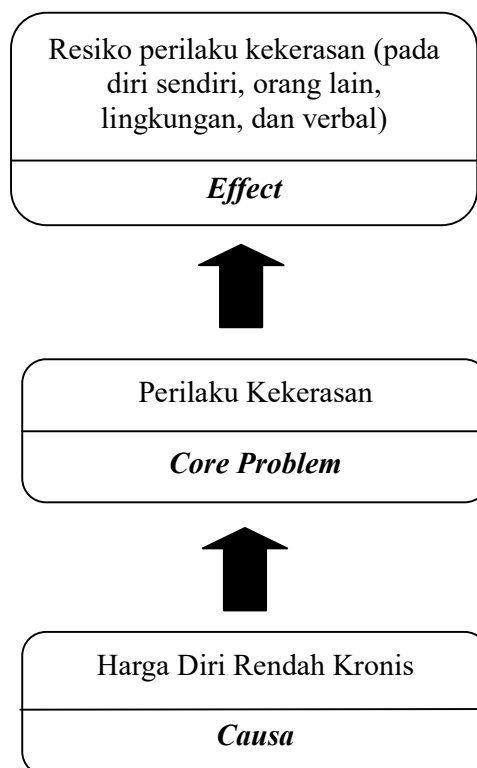 Resiko perilaku kekerasan (pada
diri sendiri, orang lain,
lingkungan, dan verbal)
Effect
Perilaku Kekerasan
Core Problem
Harga Diri Rendah Kronis
Causa